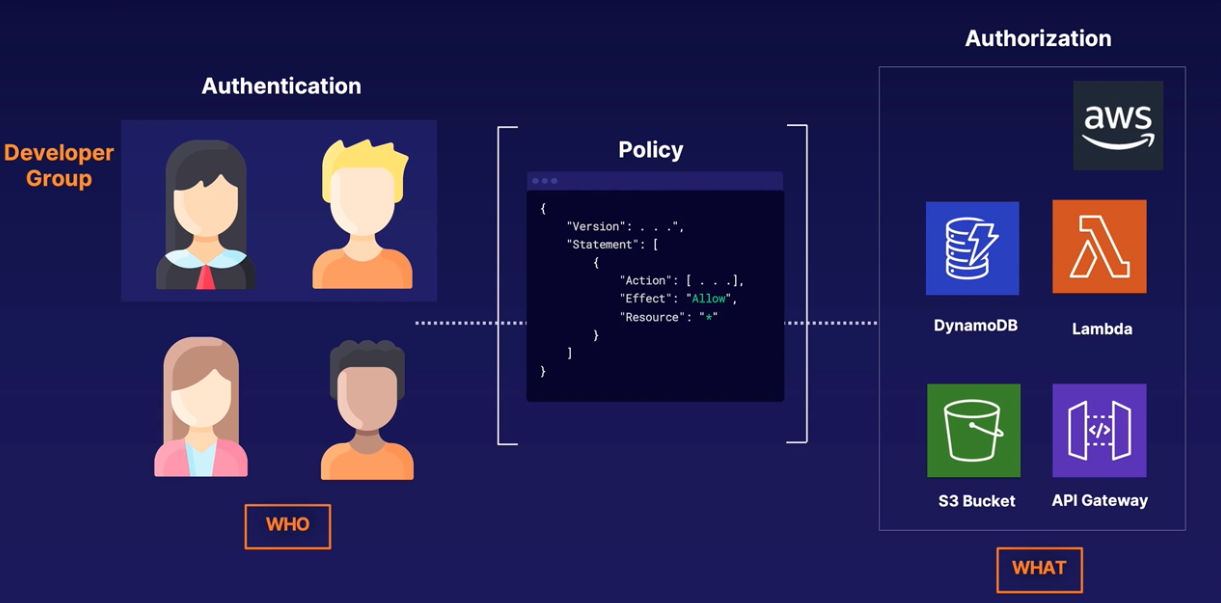 Authorization
Authentication
aws
Developer
Group
Policy
{
"Version": . . .",
"Statement": [
{
"Action": [ . . .],
"Effect": "Allow",
"Resource": "*"
}
]
}
DynamoDB
Lambda
</>
S3 Bucket
API Gateway
WHO
WHAT